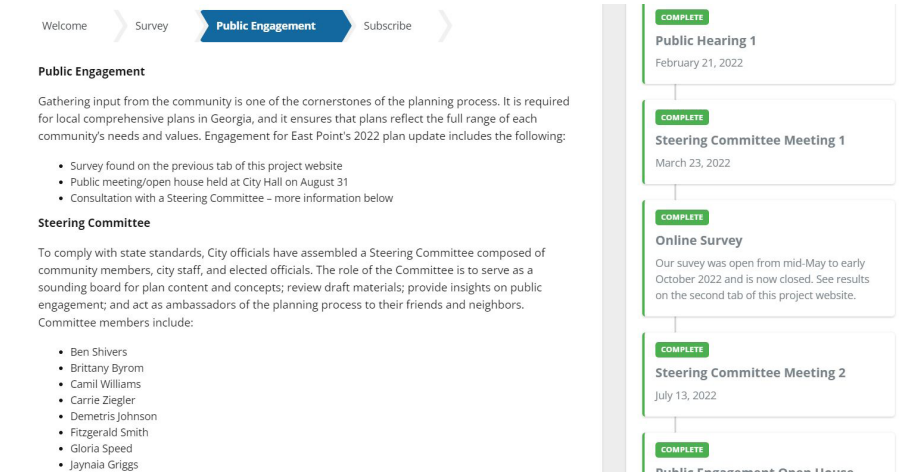 Welcome
Survey
Public Engagement
Subscribe
Public Engagement
Gathering input from the community is one of the cornerstones of the planning process. It is required
for local comprehensive plans in Georgia, and it ensures that plans reflect the full range of each
community's needs and values. Engagement for East Point's 2022 plan update includes the following:
• Survey found on the previous tab of this project website
• Public meeting/open house held at City Hall on August 31
• Consultation with a Steering Committee – more information below
Steering Committee
To comply with state standards, City officials have assembled a Steering Committee composed of
community members, city staff, and elected officials. The role of the Committee is to serve as a
sounding board for plan content and concepts; review draft materials; provide insights on public
engagement; and act as ambassadors of the planning process to their friends and neighbors.
Committee members include:
• Ben Shivers
• Brittany Byrom
• Camil Williams
• Carrie Ziegler
• Demetris Johnson
• Fitzgerald Smith
• Gloria Speed
• Jaynaia Griggs
COMPLETE
Public Hearing 1
February 21, 2022
COMPLETE
Steering Committee Meeting 1
March 23, 2022
COMPLETE
Online Survey
Our suvey was open from mid-May to early
October 2022 and is now closed. See results
on the second tab of this project website.
COMPLETE
Steering Committee Meeting 2
July 13, 2022
COMPLETE
Public Engagement Open House